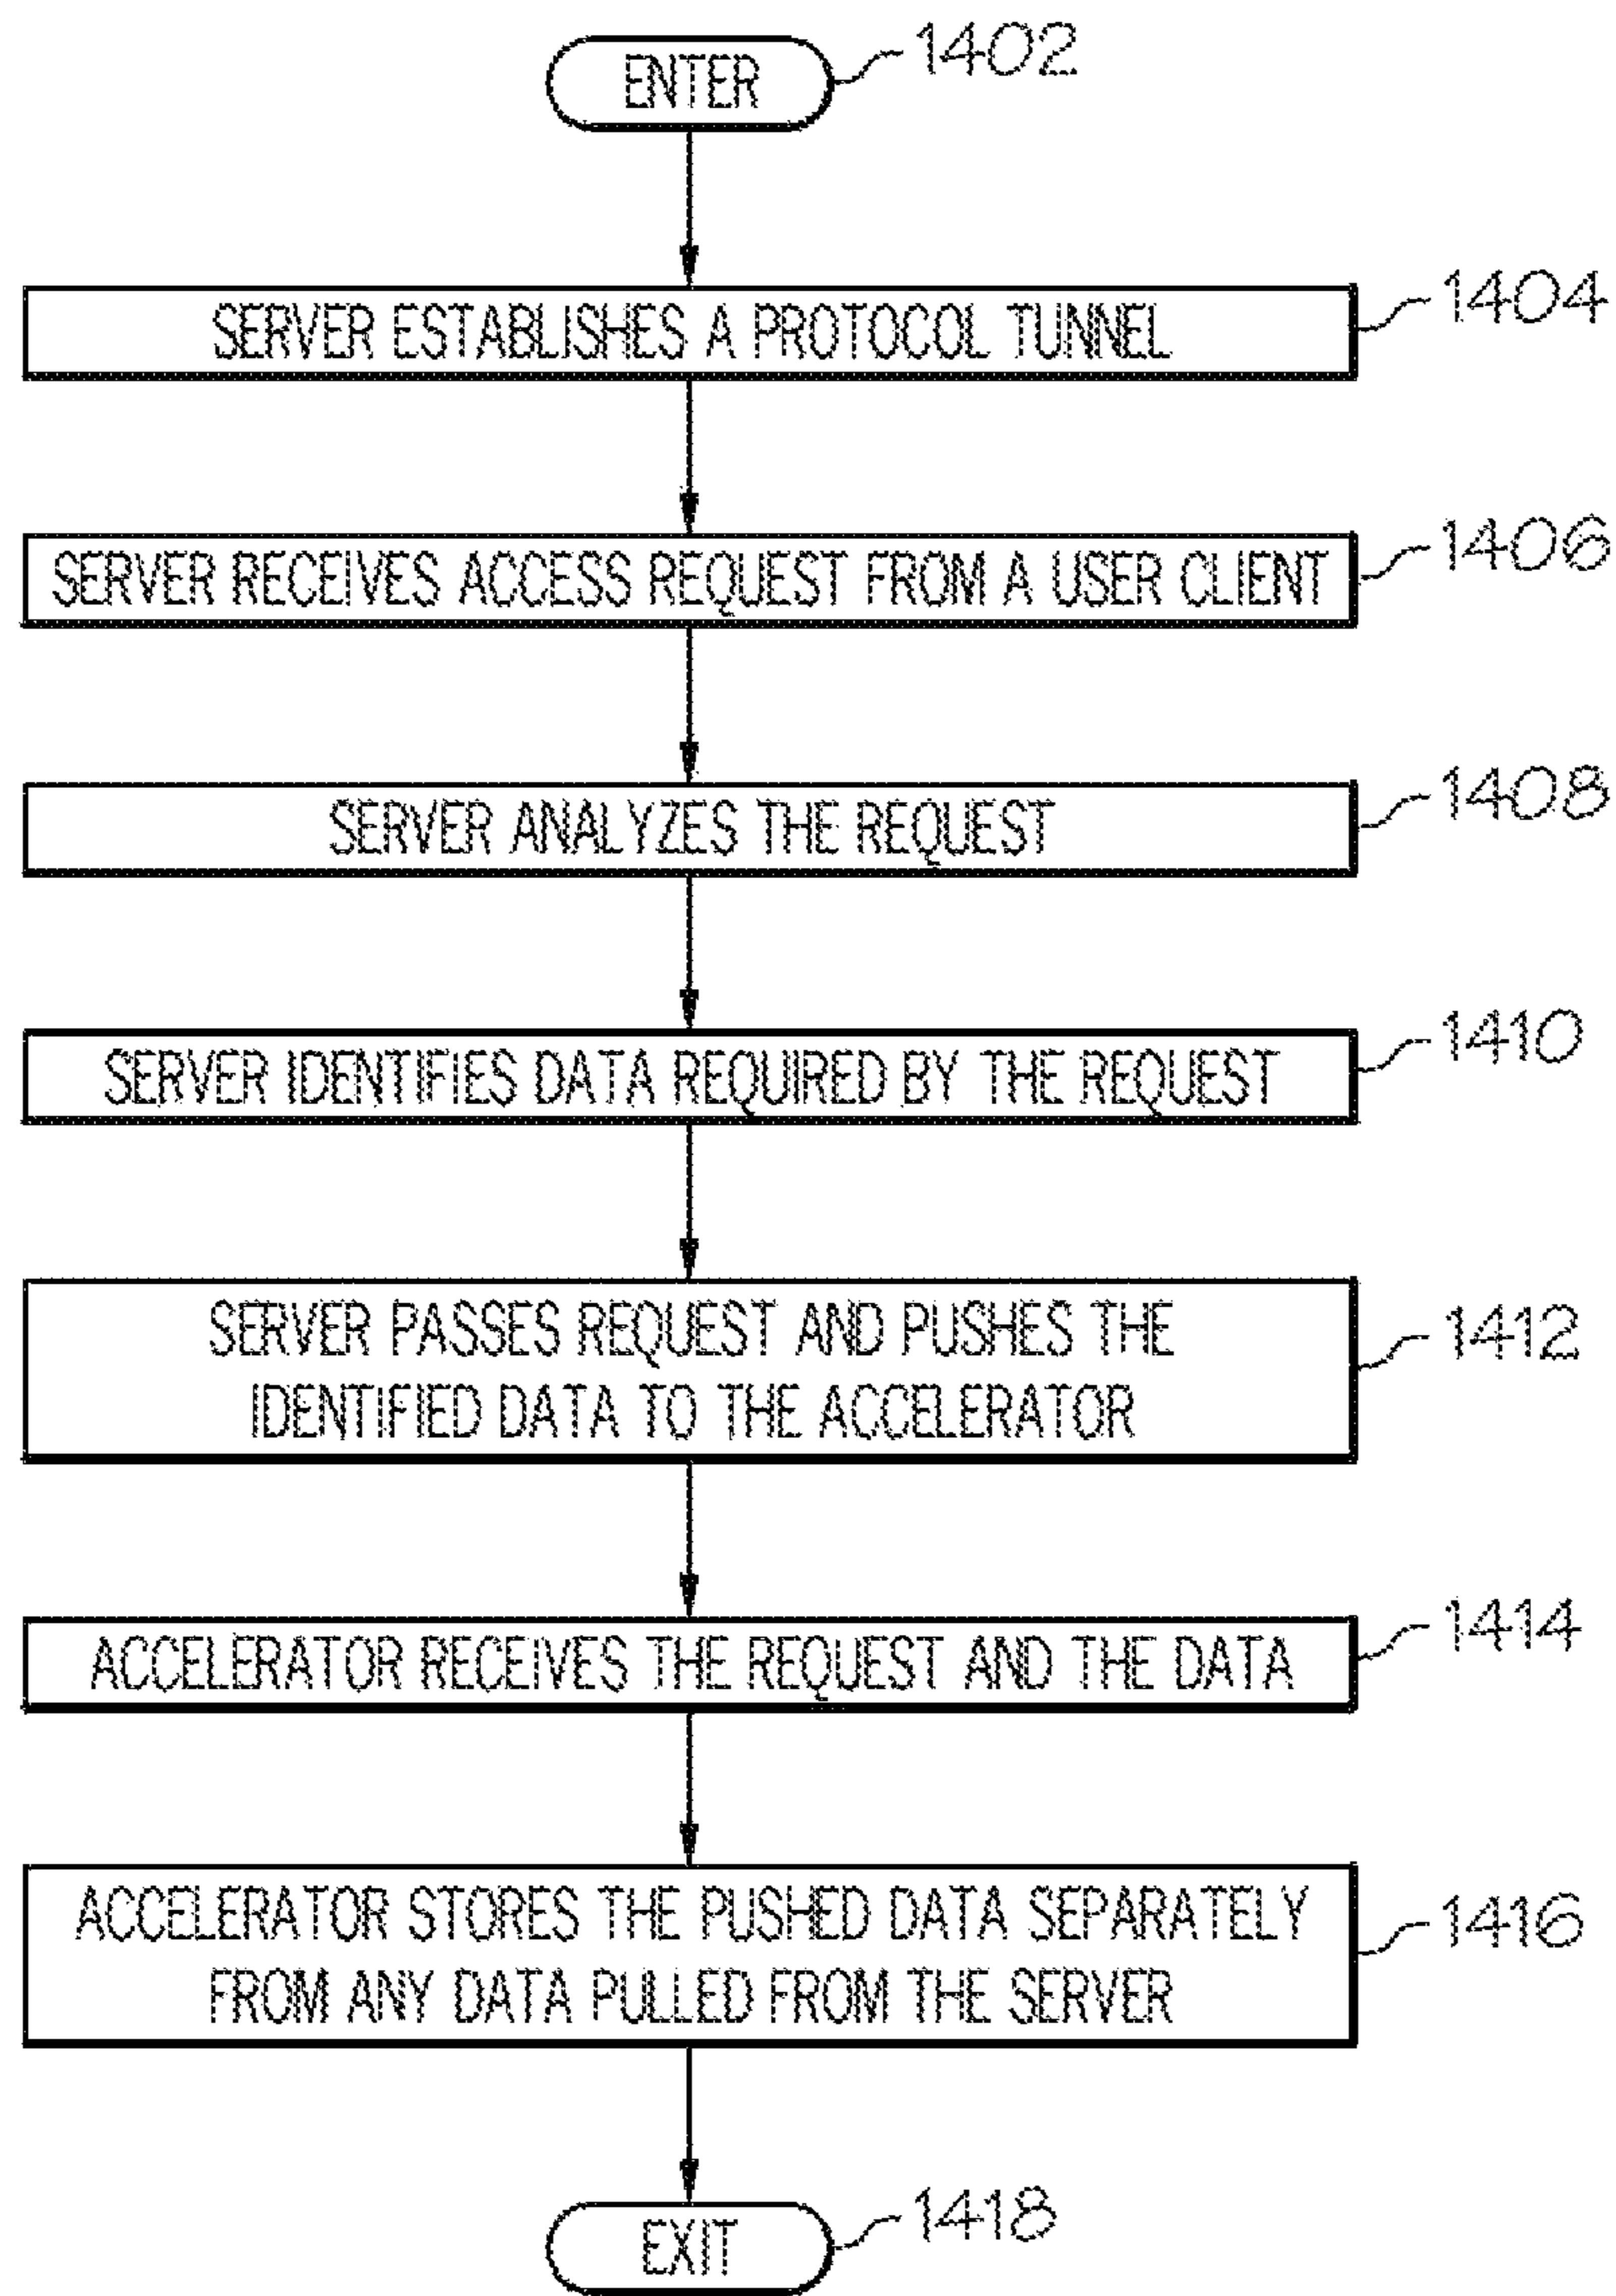 ENTER
1402
SERVER ESTABLISHES A PROTOCOL TUNNEL
1404
SERVER RECEIVES ACCESS REQUEST FROM A USER CLIENT
1406
SERVER ANALYZES THE REQUEST
1408
SERVER IDENTIFIES DATA REQUIRED BY THE REQUEST
1410
SERVER PASSES REQUEST AND PUSHES THE
IDENTIFIED DATA TO THE ACCELERATOR
1412
ACCELERATOR RECEIVES THE REQUEST AND THE DATA
1414
ACCELERATOR STORES THE PUSHED DATA SEPARATELY
FROM ANY DATA PULLED FROM THE SERVER
1416
EXIT
1418